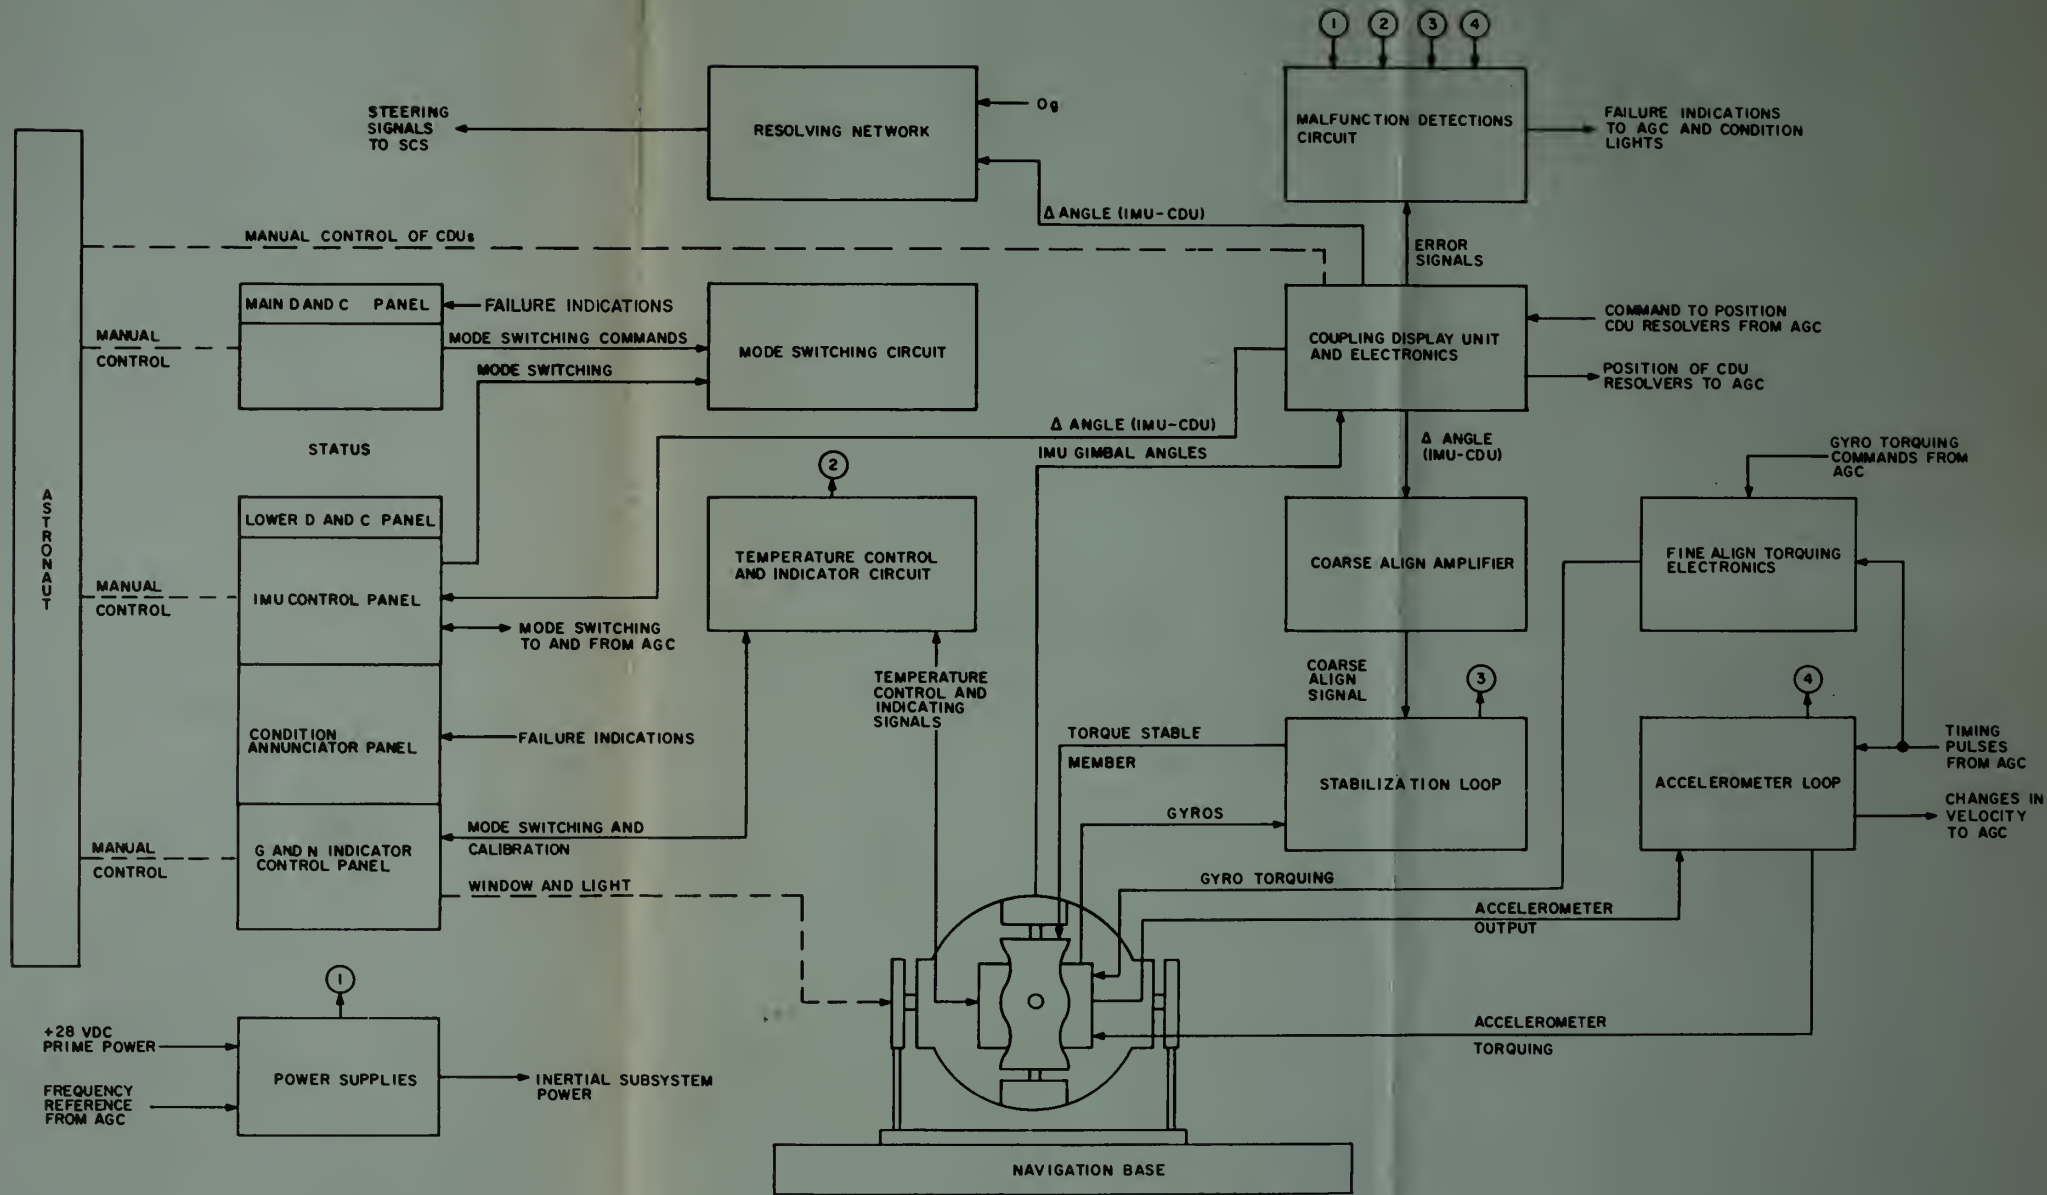 1
2
3
4
STEERING
SIGNALS
TO SCS
RESOLVING NETWORK
Og
MALFUNCTION DETECTIONS
CIRCUIT
FAILURE INDICATIONS
TO AGC AND CONDITION
LIGHTS
Δ ANGLE (IMU-CDU)
MANUAL CONTROL OF CDUs
ERROR
SIGNALS
MAIN D AND C PANEL
FAILURE INDICATIONS
MANUAL
CONTROL
MODE SWITCHING COMMANDS
MODE SWITCHING
MODE SWITCHING CIRCUIT
COUPLING DISPLAY UNIT
AND ELECTRONICS
COMMAND TO POSITION
CDU RESOLVERS FROM AGC
POSITION OF CDU
RESOLVERS TO AGC
STATUS
Δ ANGLE (IMU-CDU)
IMU GIMBAL ANGLES
Δ ANGLE
(IMU-CDU)
GYRO TORQUING
COMMANDS FROM
AGC
2
ASTRONAUT
LOWER D AND C PANEL
IMU CONTROL PANEL
MANUAL
CONTROL
MODE SWITCHING
TO AND FROM AGC
TEMPERATURE CONTROL
AND INDICATOR CIRCUIT
COARSE ALIGN AMPLIFIER
FINE ALIGN TORQUING
ELECTRONICS
TEMPERATURE
CONTROL AND
INDICATING
SIGNALS
COARSE
ALIGN
SIGNAL
3
4
CONDITION
ANNUNCIATOR PANEL
FAILURE INDICATIONS
TORQUE STABLE
MEMBER
STABILIZATION LOOP
ACCELEROMETER LOOP
TIMING
PULSES
FROM AGC
CHANGES IN
VELOCITY
TO AGC
GYROS
MANUAL
CONTROL
G AND N INDICATOR
CONTROL PANEL
MODE SWITCHING AND
CALIBRATION
WINDOW AND LIGHT
GYRO TORQUING
ACCELEROMETER
OUTPUT
1
+28 VDC
PRIME POWER
FREQUENCY
REFERENCE
FROM AGC
POWER SUPPLIES
INERTIAL SUBSYSTEM
POWER
ACCELEROMETER
TORQUING
NAVIGATION BASE